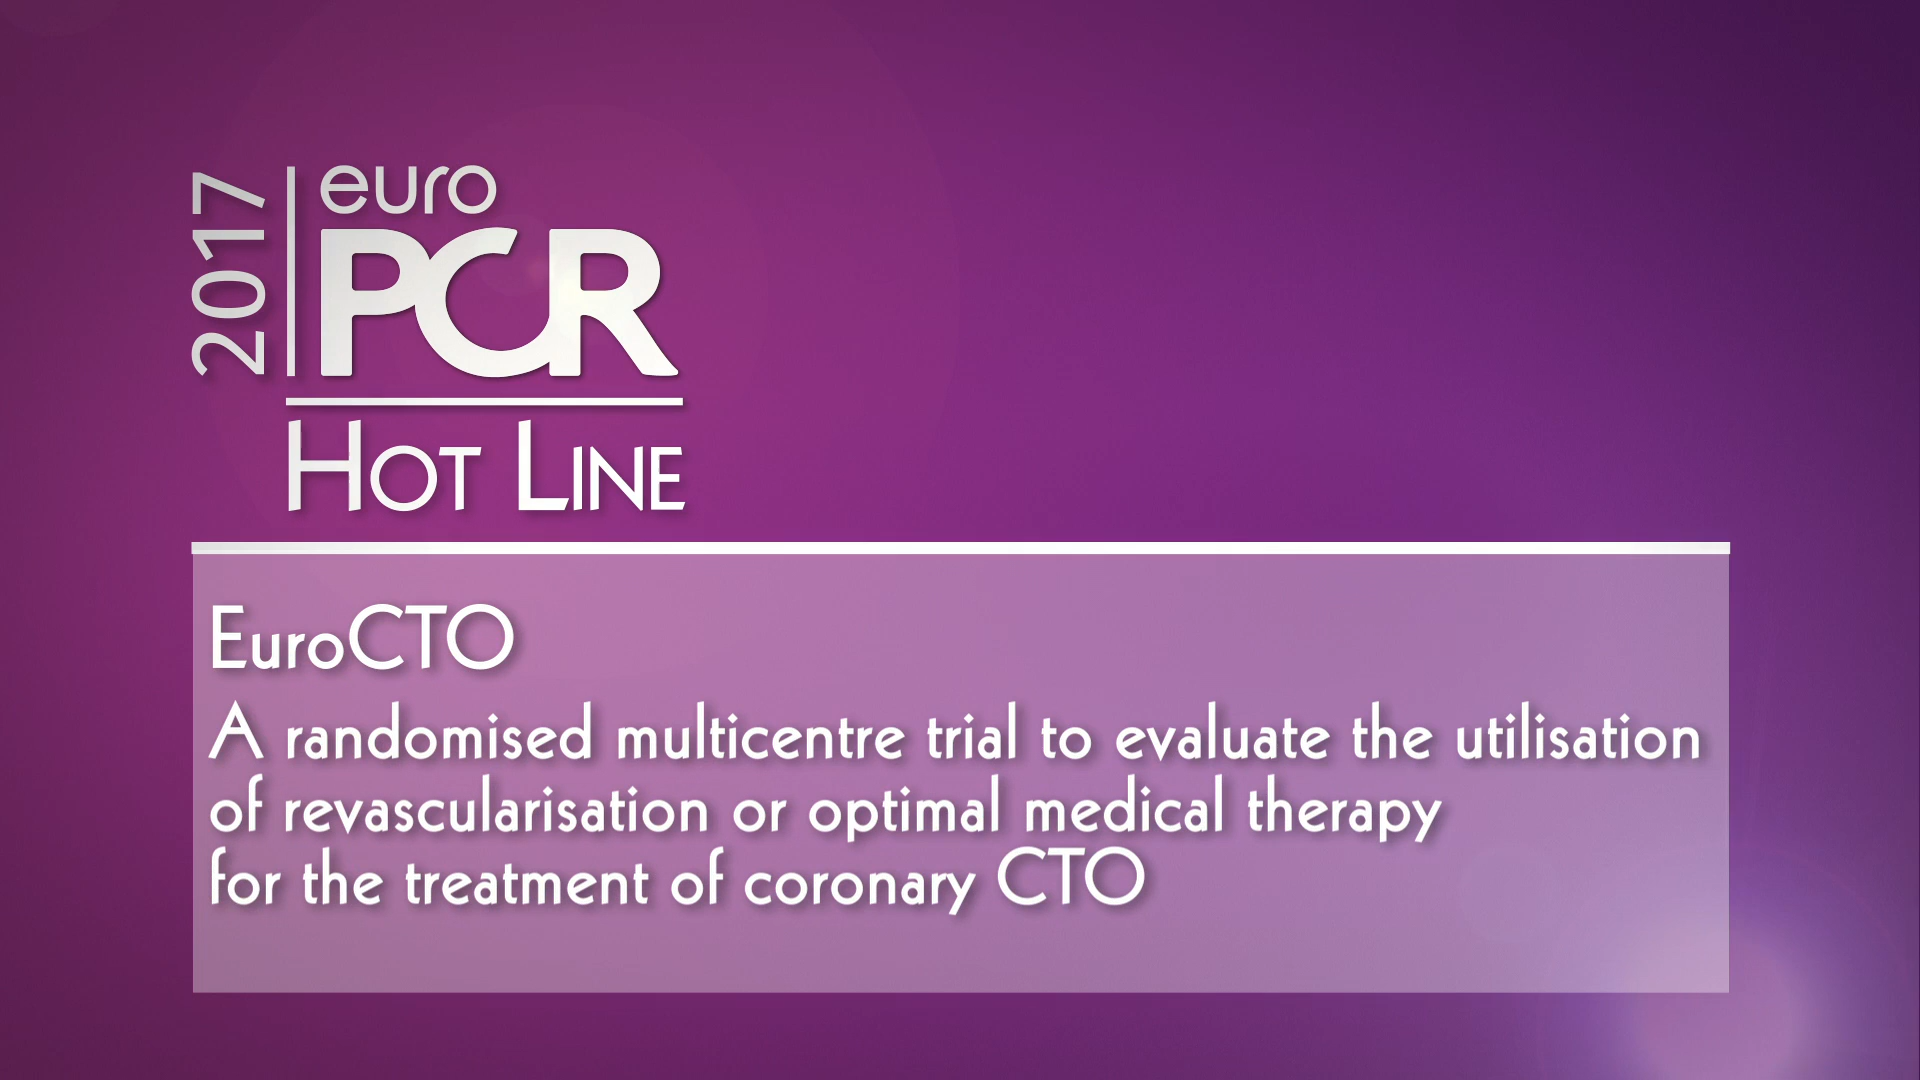 2017
euro
PCR
HOT LINE
EuroCTO
A randomised multicentre trial to evaluate the utilisation
of revascularisation or optimal medical therapy
for the treatment of coronary CTO